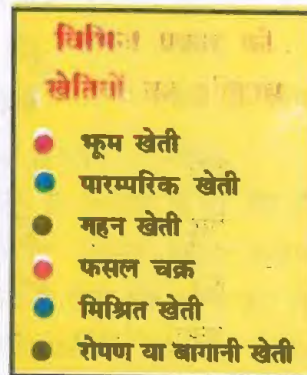 विभिन्न प्रकार की
खेतियों का
झूम खेती
पारम्परिक खेती
गहन खेती
फसल चक्र
मिश्रित खेती
रोपण या बागानी खेती